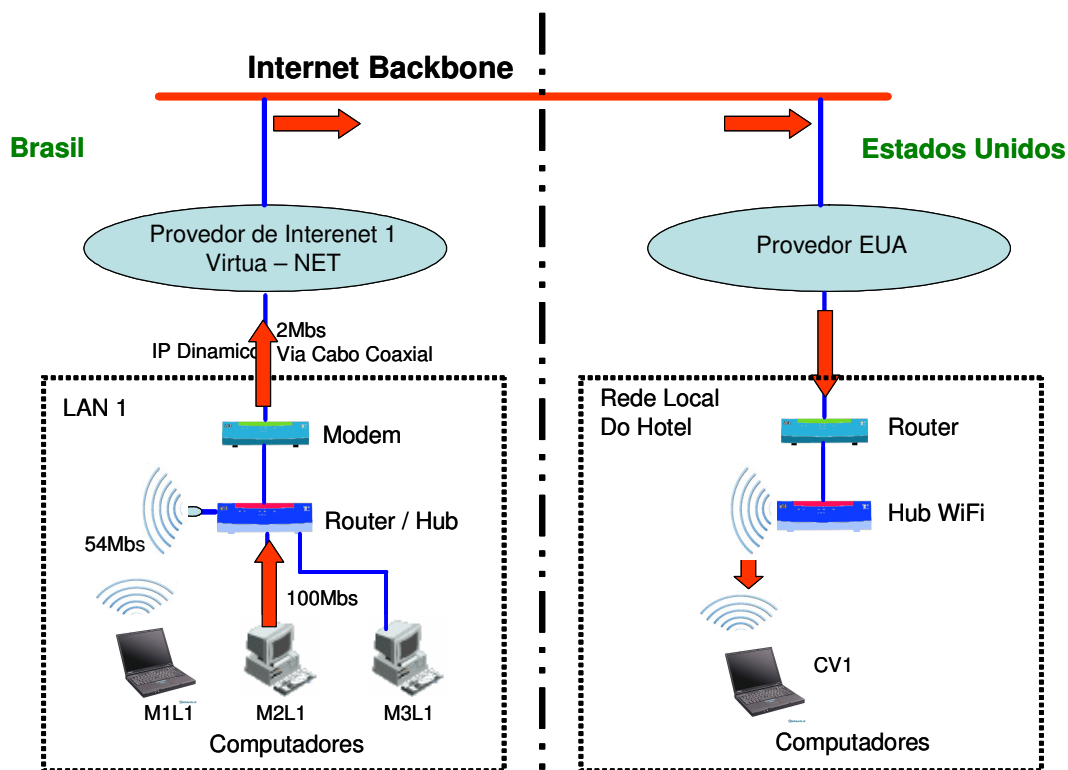 Internet Backbone
Brasil
Estados Unidos
Provedor de Interenet 1
Virtua – NET
Provedor EUA
2Mbs
IP Dinamico
Via Cabo Coaxial
LAN 1
Modem
Router / Hub
54Mbs
100Mbs
M1L1
M2L1
M3L1
Computadores
Rede Local
Do Hotel
Router
Hub WiFi
CV1
Computadores